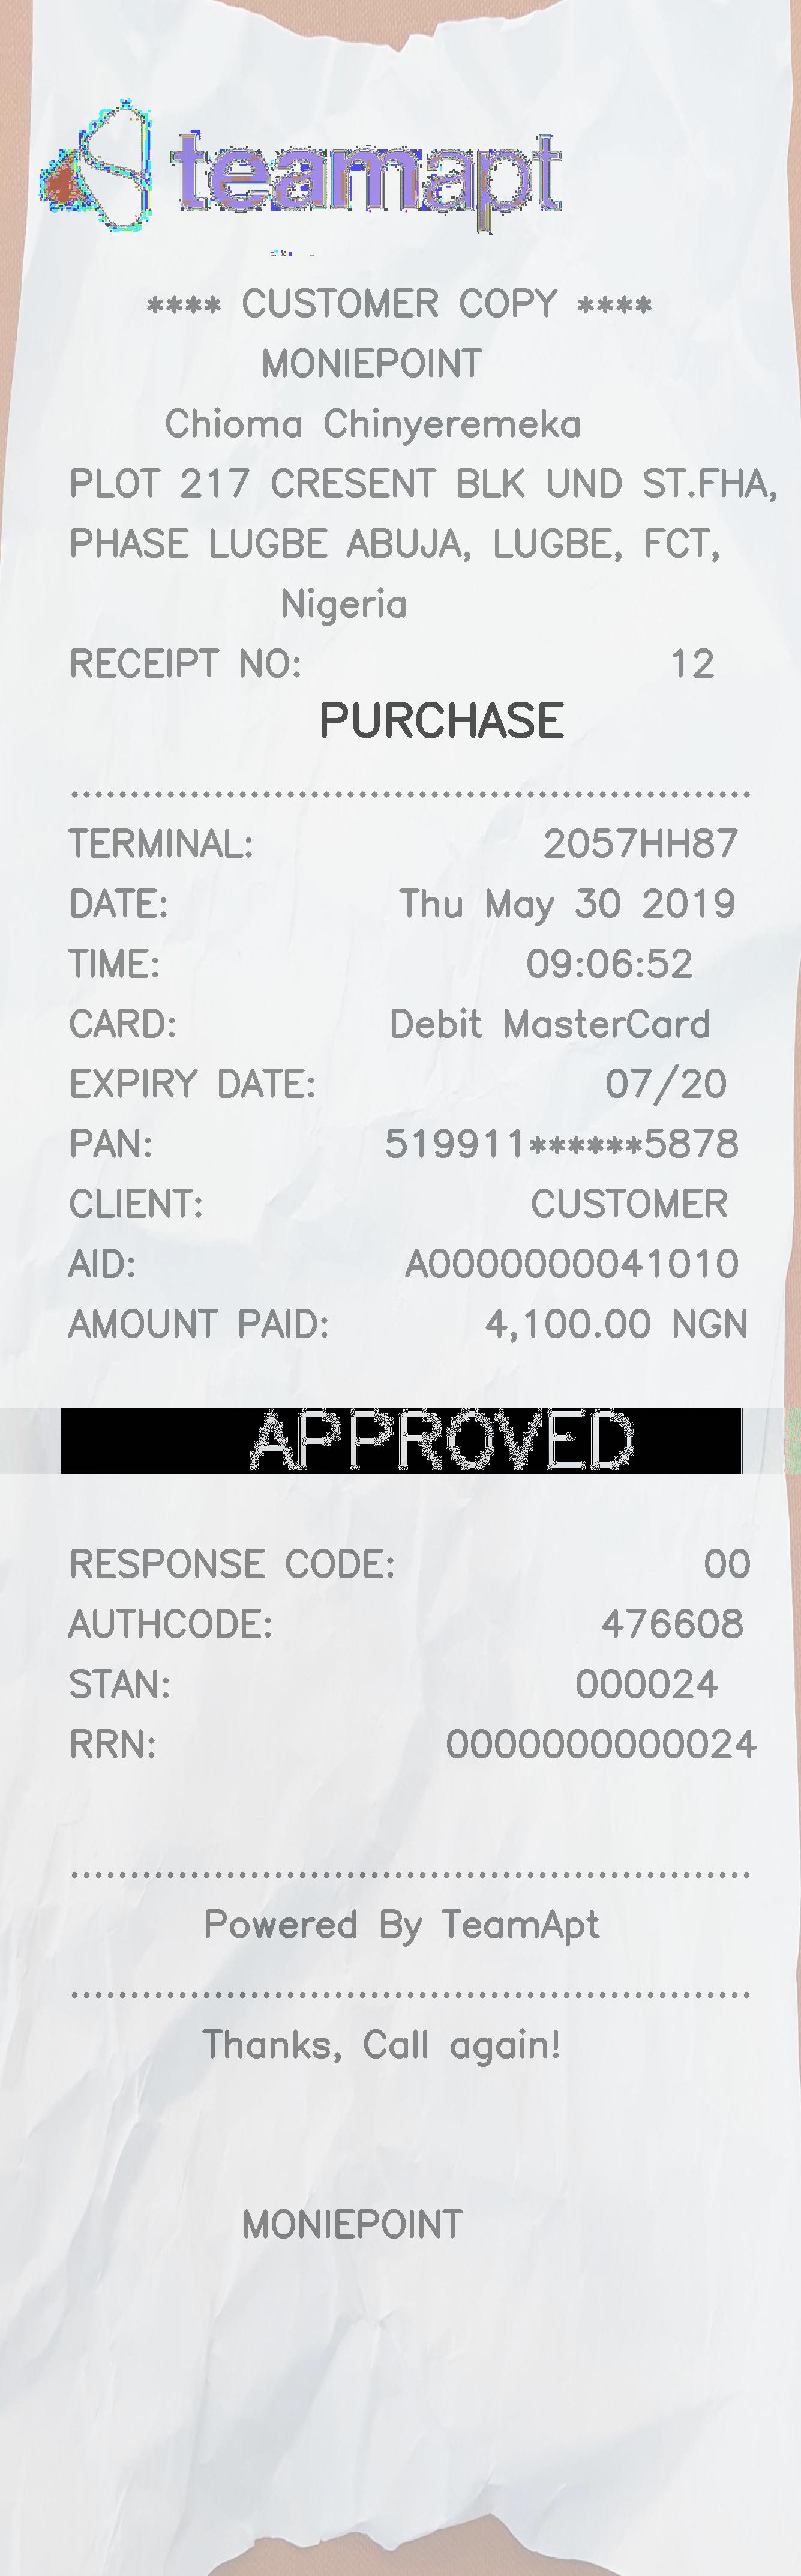 teamapt
**** CUSTOMER COPY ****
MONIEPOINT
Chioma Chinyeremeka
PLOT 217 CRESENT BLK UND ST.FHA,
PHASE LUGBE ABUJA, LUGBE, FCT,
Nigeria
RECEIPT NO: 12
PURCHASE
TERMINAL: 2057HH87
DATE: Thu May 30 2019
TIME: 09:06:52
CARD: Debit MasterCard
EXPIRY DATE: 07/20
PAN: 519911******5878
CLIENT: CUSTOMER
AID: A0000000041010
AMOUNT PAID: 4,100.00 NGN
APPROVED
RESPONSE CODE: 00
AUTHCODE: 476608
STAN: 000024
RRN: 0000000000024
Powered By TeamApt
Thanks, Call again!
MONIEPOINT